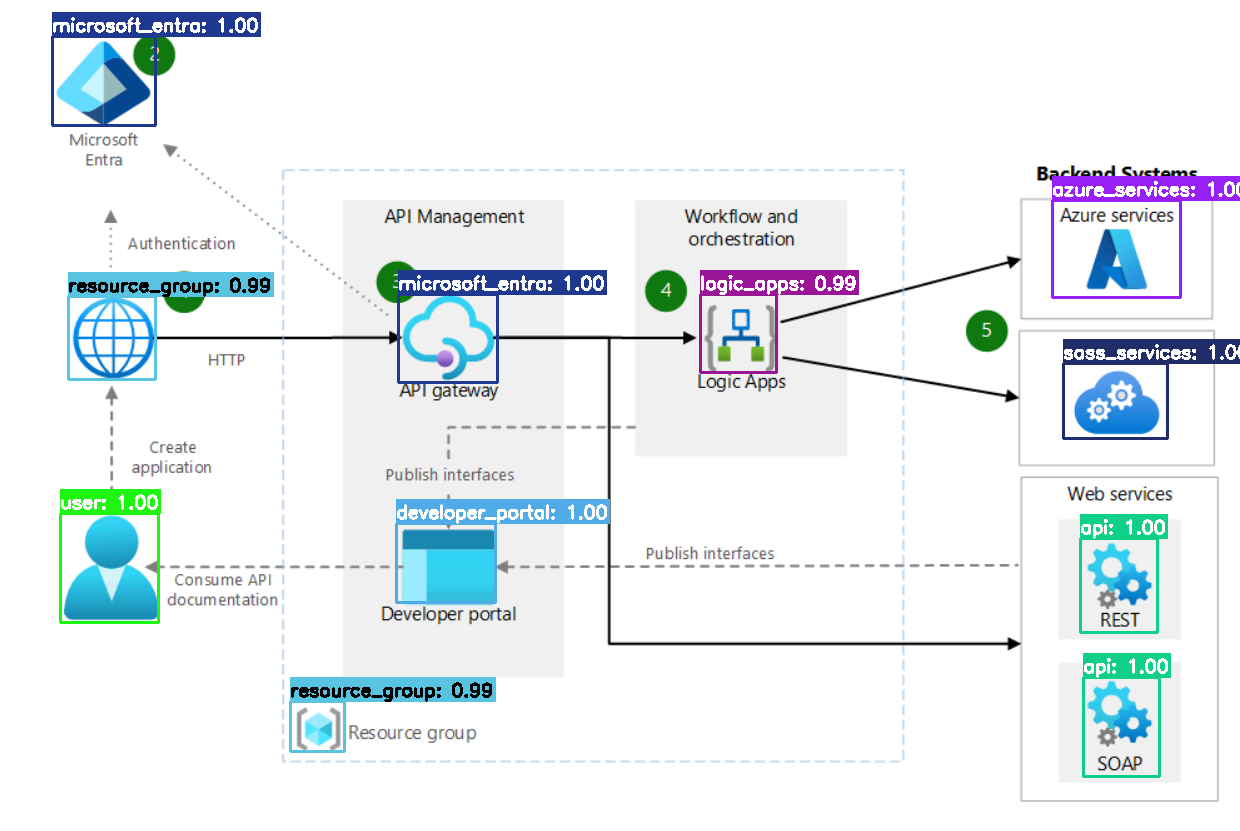 microsoft_entra: 1.00
2
Microsoft
Entra
Backend Systems
azure_services: 1.00
Azure services
API Management
Workflow and
orchestration
Authentication
resource_group: 0.99
3
microsoft_entra: 1.00
4
logic_apps: 0.99
5
HTTP
API gateway
Logic Apps
sass_services: 1.00
Create
application
Publish interfaces
Web services
user: 1.00
developer_portal: 1.00
api: 1.00
Publish interfaces
Consume API
documentation
Developer portal
REST
api: 1.00
resource_group: 0.99
Resource group
SOAP